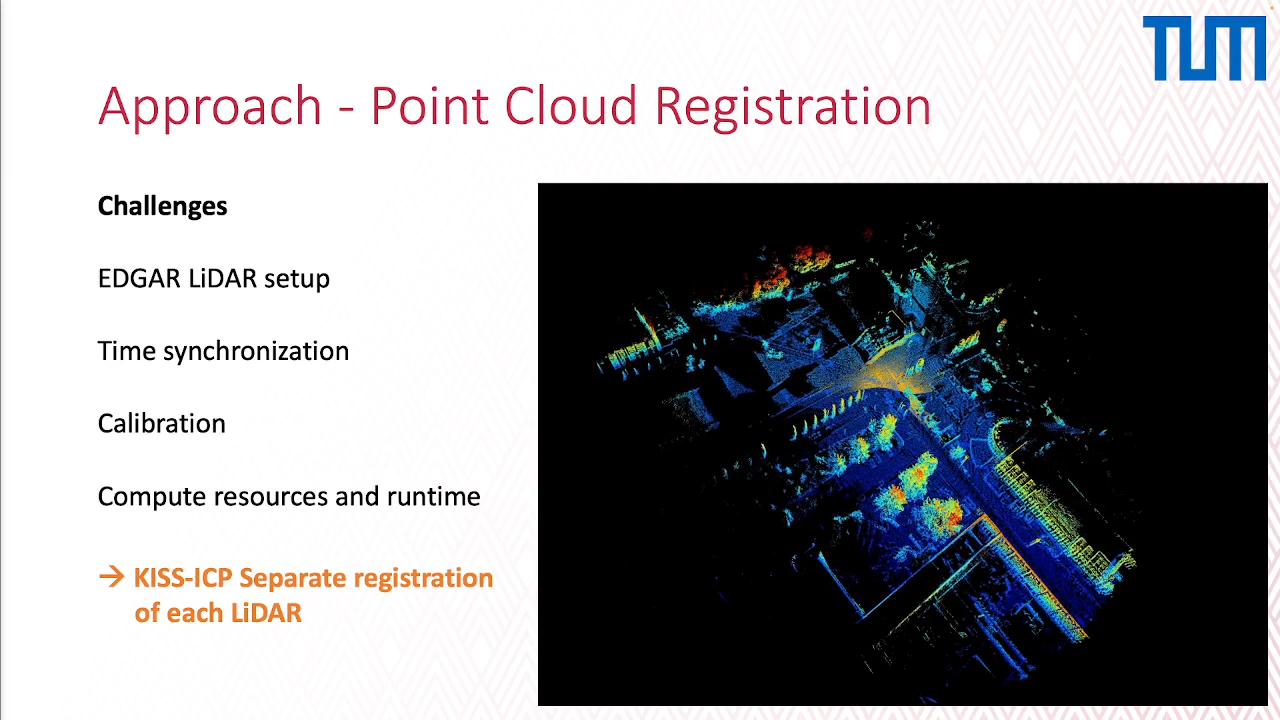 TUM
Approach - Point Cloud Registration
Challenges
EDGAR LiDAR setup
Time synchronization
Calibration
Compute resources and runtime
→ KISS-ICP Separate registration
of each LiDAR